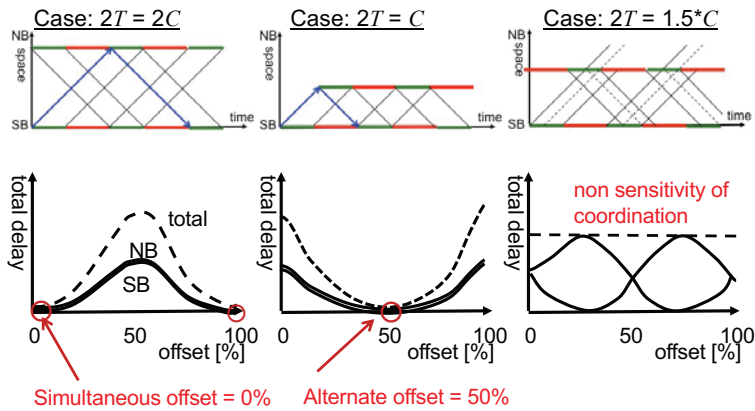 Case: 2T = 2C
NB
space
SB
time
Case: 2T = C
NB
space
SB
time
Case: 2T = 1.5*C
NB
space
SB
time
total delay
total
NB
SB
0
50
100
offset [%]
Simultaneous offset = 0%
total delay
0
50
100
offset [%]
Alternate offset = 50%
total delay
non sensitivity of
coordination
0
50
100
offset [%]